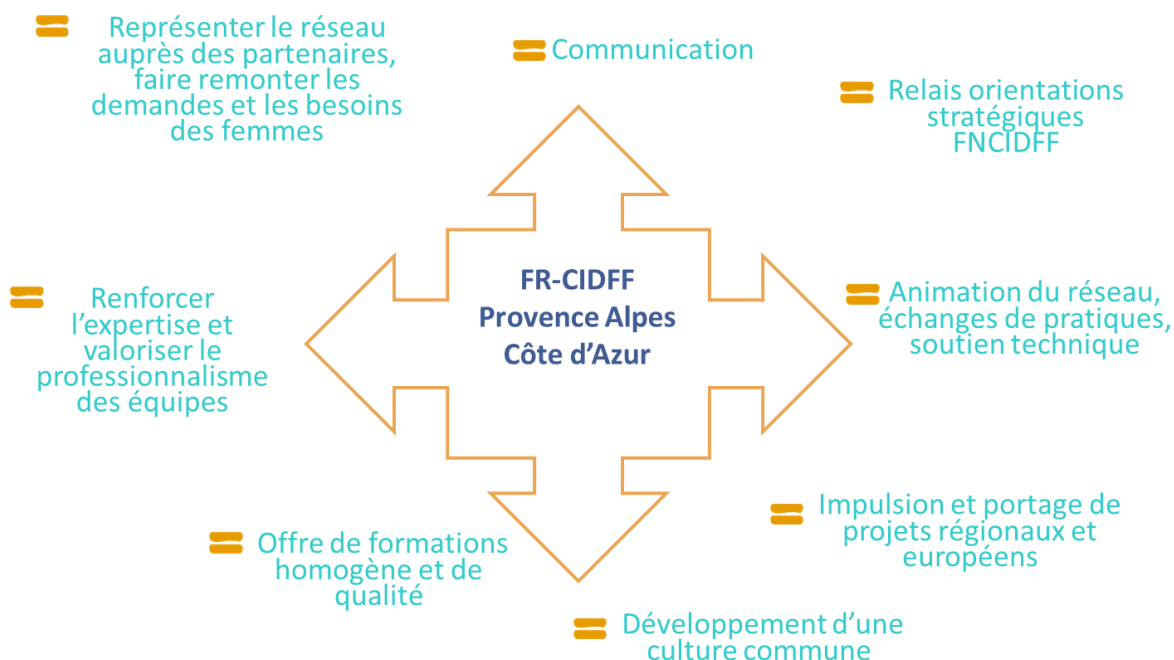 Représenter le réseau
auprès des partenaires,
faire remonter les
demandes et les besoins
des femmes
Communication
Relais orientations
stratégiques
FNCIDFF
FR-CIDFF
Provence Alpes
Côte d’Azur
Renforcer
l’expertise et
valoriser le
professionnalisme
des équipes
Animation du réseau,
échanges de pratiques,
soutien technique
Offre de formations
homogène et de
qualité
Impulsion et portage de
projets régionaux et
européens
Développement d’une
culture commune